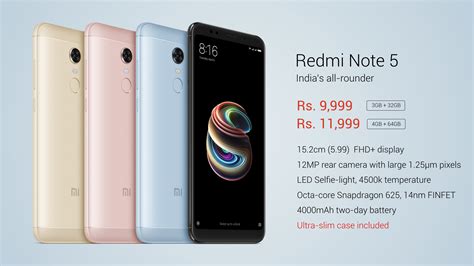 8:16
Redmi Note 5
India's all-rounder
Rs. 9,999 3GB + 32GB
Rs. 11,999 4GB + 64GB
15.2cm (5.99) FHD+ display
12MP rear camera with large 1.25μm pixels
LED Selfie-light, 4500k temperature
Octa-core Snapdragon 625, 14nm FINFET
4000mAh two-day battery
Ultra-slim case included